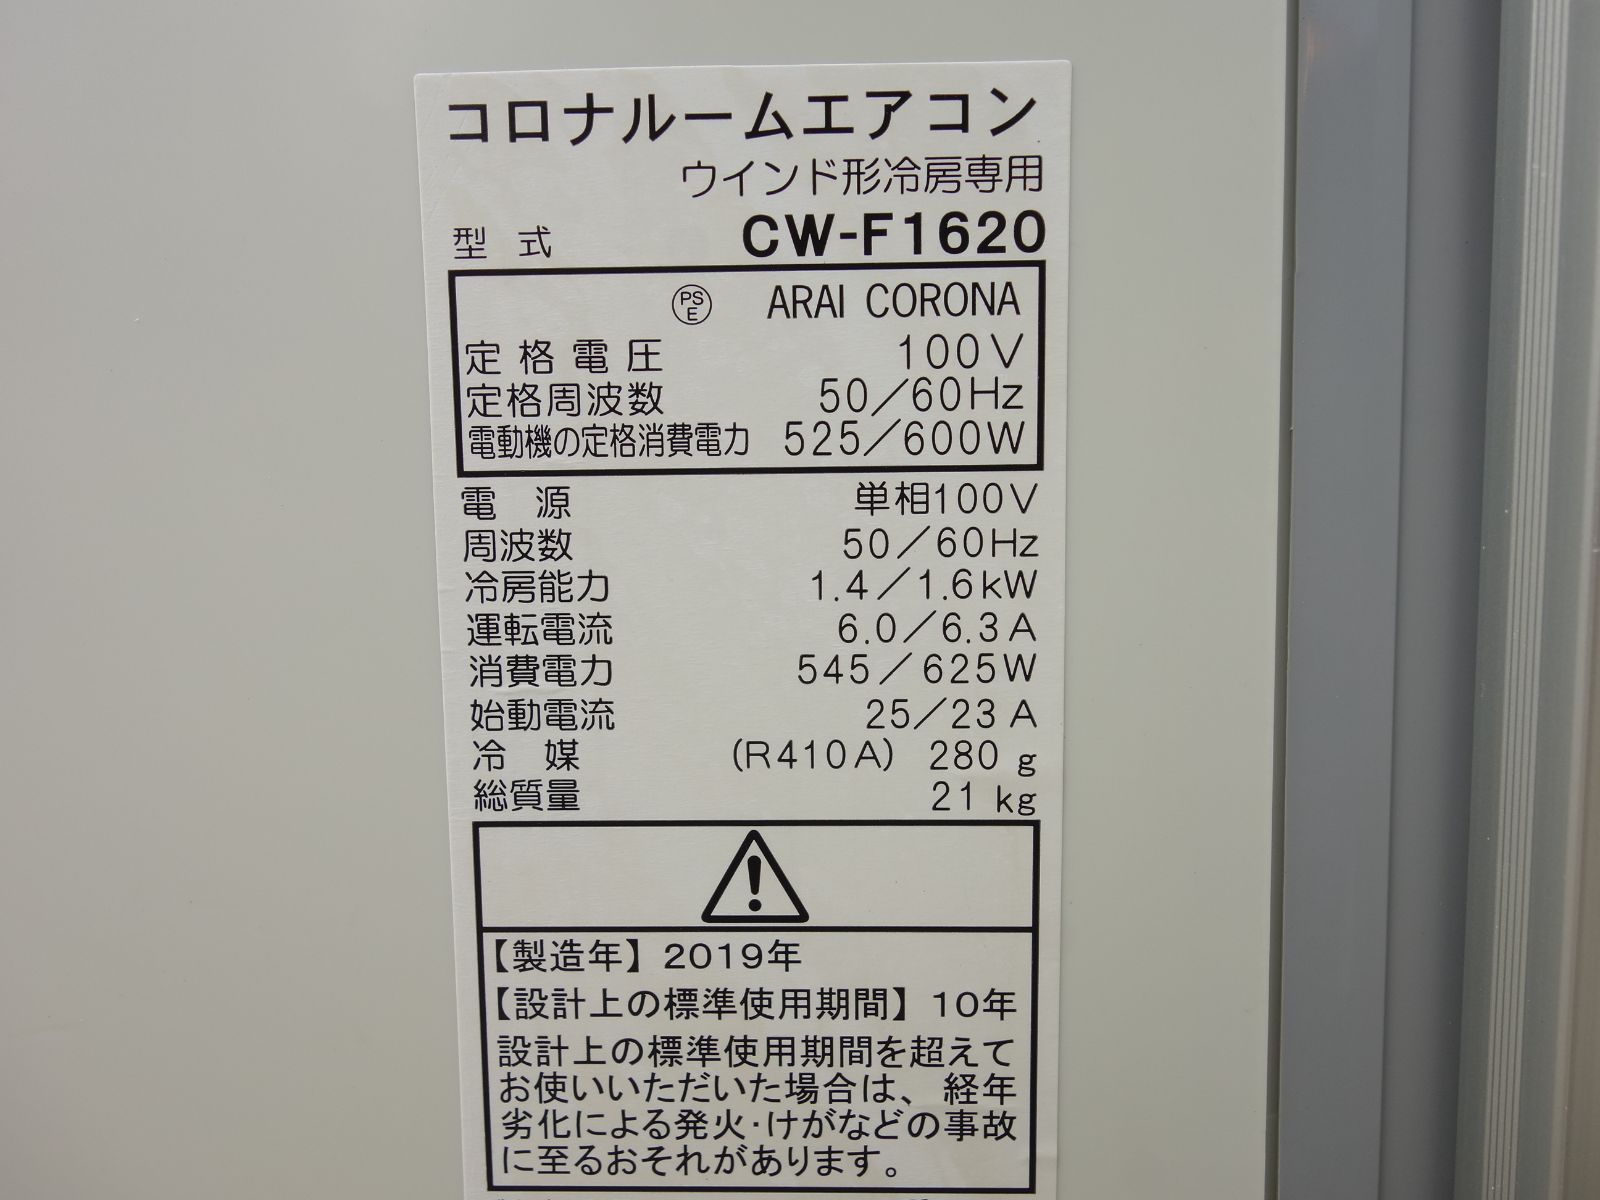 コロナルームエアコン
ウインド形冷房専用
型式 CW-F1620
PSE ARAI CORONA
定格電圧 100V
定格周波数 50/60Hz
電動機の定格消費電力 525/600W
電源 単相100V
周波数 50/60Hz
冷房能力 1.4/1.6kW
運転電流 6.0/6.3A
消費電力 545/625W
始動電流 25/23A
冷媒 (R410A) 280g
総質量 21kg
【製造年】2019年
【設計上の標準使用期間】10年
設計上の標準使用期間を超えて
お使いいただいた場合は、経年
劣化による発火・けがなどの事故
に至るおそれがあります。